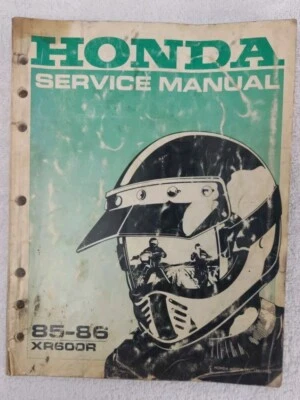 HONDA
SERVICE MANUAL
85-86
XR600R